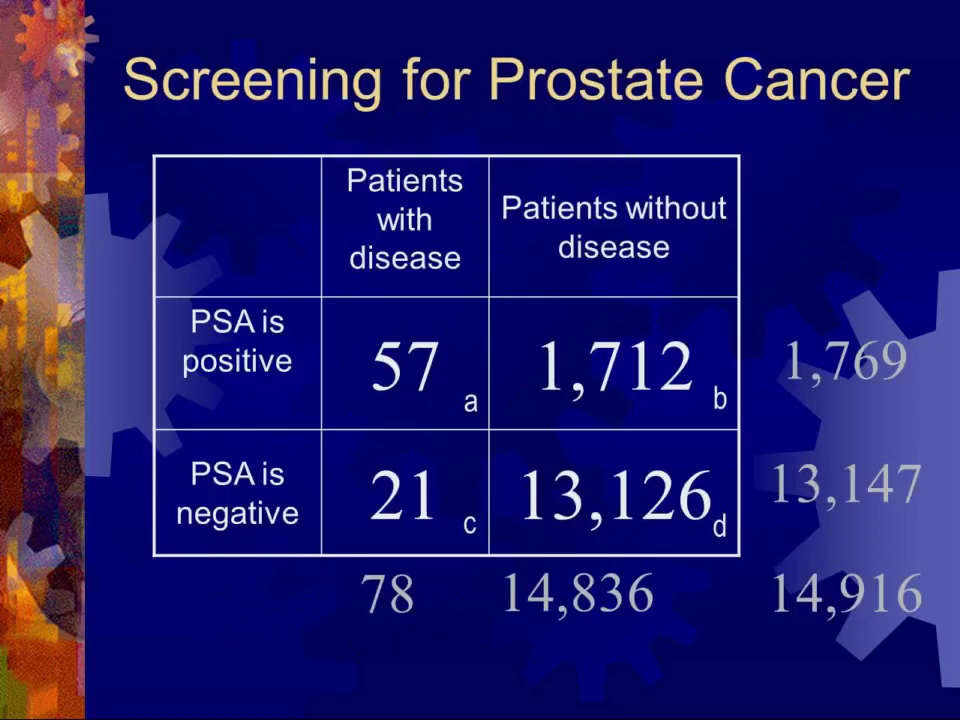 Screening for Prostate Cancer
Patients
with
disease
Patients without
disease
PSA is
positive
57 a
1,712 b
1,769
PSA is
negative
21 c
13,126 d
13,147
78
14,836
14,916